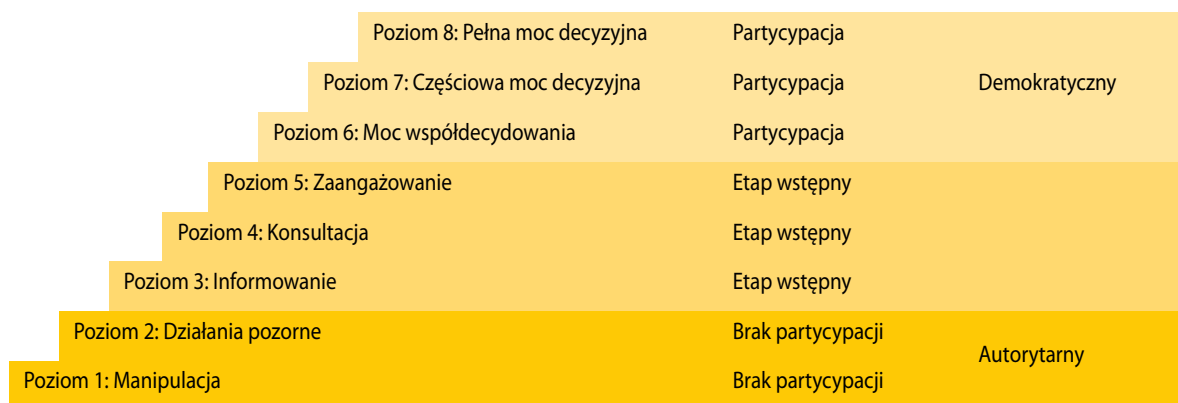 Poziom 8: Pełna moc decyzyjna Partycypacja
Poziom 7: Częściowa moc decyzyjna Partycypacja Demokratyczny
Poziom 6: Moc współdecydowania Partycypacja
Poziom 5: Zaangażowanie Etap wstępny
Poziom 4: Konsultacja Etap wstępny
Poziom 3: Informowanie Etap wstępny
Poziom 2: Działania pozorne Brak partycypacji
Autorytarny
Poziom 1: Manipulacja Brak partycypacji